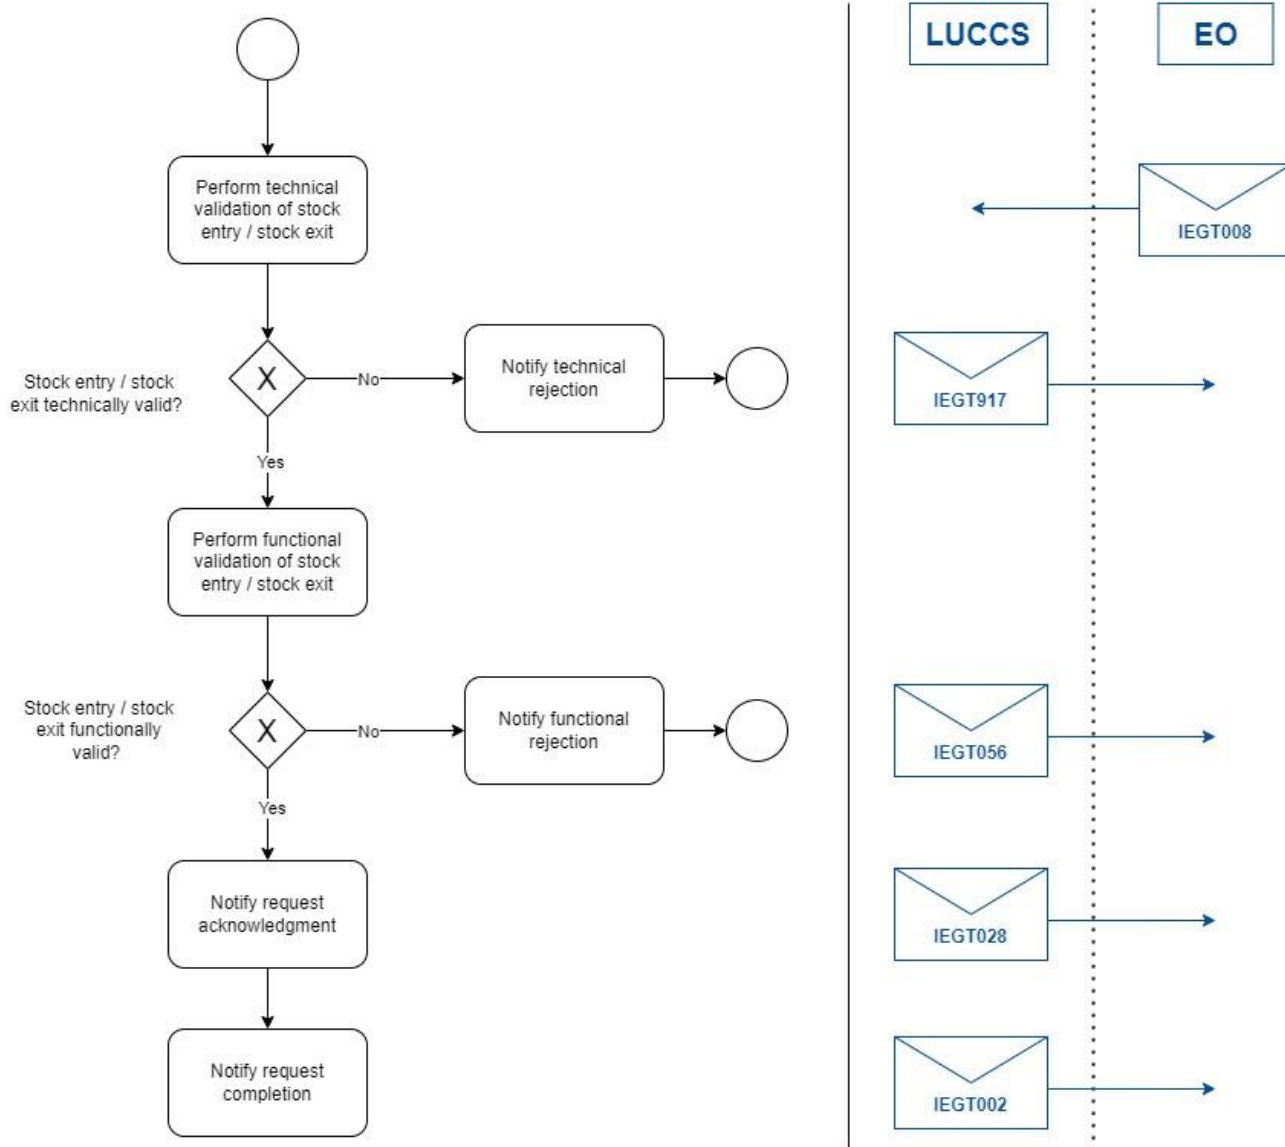 LUCCS
EO
Perform technical
validation of stock
entry / stock exit
IEGT008
Stock entry / stock
exit technically valid?
X
No
Notify technical
rejection
IEGT917
Yes
Perform functional
validation of stock
entry / stock exit
Stock entry / stock
exit functionally
valid?
X
No
Notify functional
rejection
IEGT056
Yes
Notify request
acknowledgment
IEGT028
Notify request
completion
IEGT002